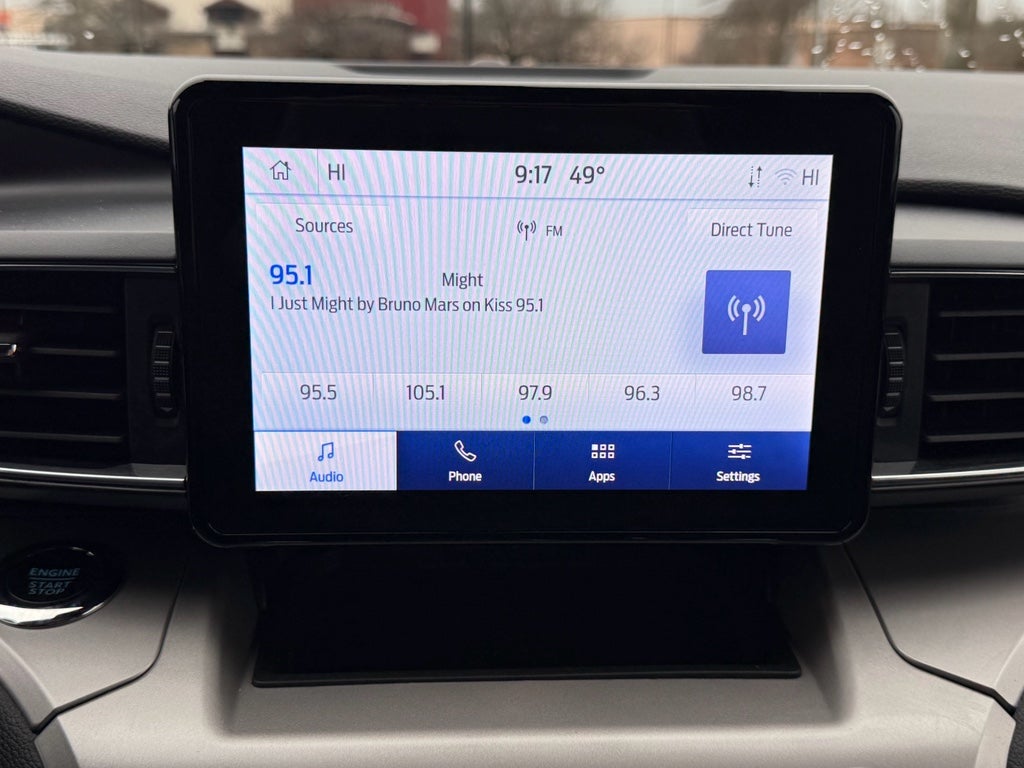 HI 9:17 49° HI
Sources FM Direct Tune
95.1 Might
I Just Might by Bruno Mars on Kiss 95.1
95.5 105.1 97.9 96.3 98.7
Audio Phone Apps Settings
ENGINE
START
STOP